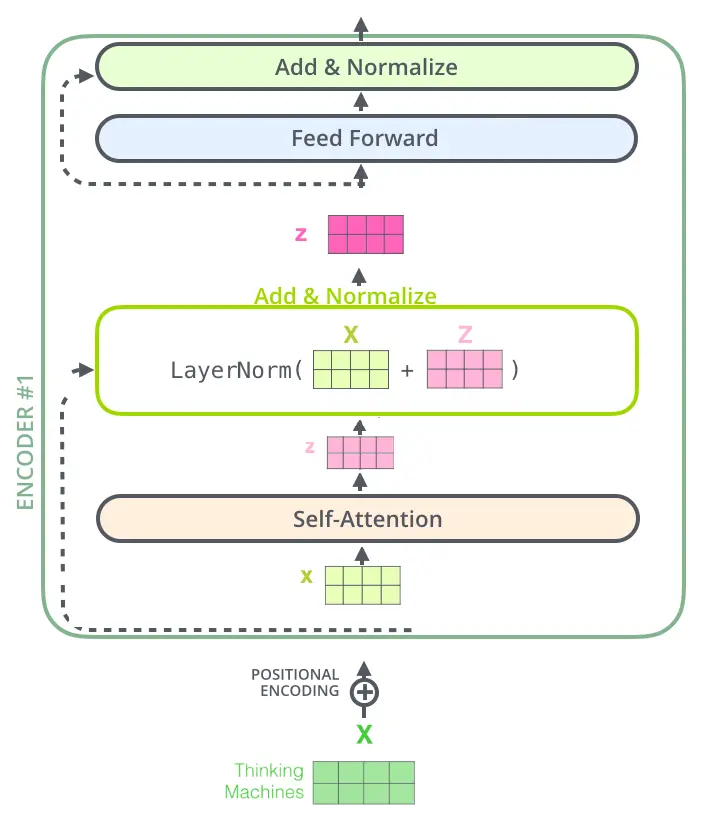 Add & Normalize
Feed Forward
z
Add & Normalize
X Z
LayerNorm( + )
z
Self-Attention
x
ENCODER #1
POSITIONAL
ENCODING
X
Thinking
Machines